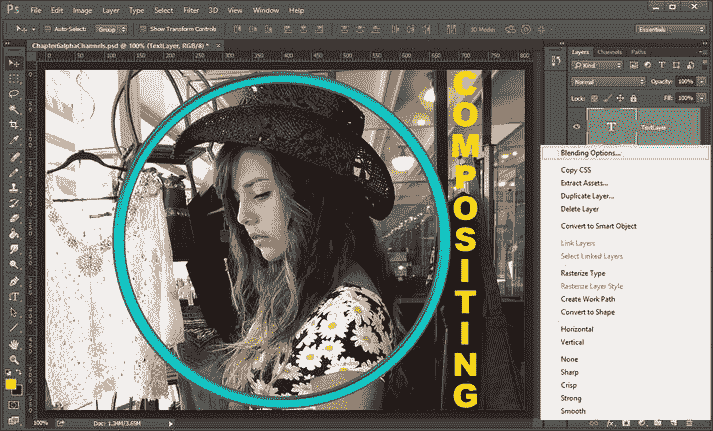 Ps File Edit Image Layer Type Select Filter 3D View Window Help
Auto-Select: Group Show Transform Controls 3D Mode: Essentials
Chapter6alphaChannels.psd @ 100% (TextLayer, RGB/8) *
Layers Channels Paths
Kind
Normal Opacity: 100%
Lock: Fill: 100%
T TextLayer
Blending Options...
Copy CSS
Extract Assets...
Duplicate Layer...
Delete Layer
Convert to Smart Object
Link Layers
Select Linked Layers
Rasterize Type
Rasterize Layer Style
Create Work Path
Convert to Shape
Horizontal
Vertical
None
Sharp
Crisp
Strong
Smooth
COMPOSITING
100% Doc: 1.34M/3.65M